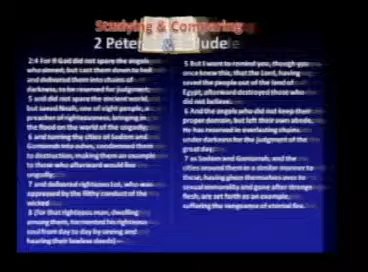 Studying & Comparing
2 Peter & Jude
2:4 For if God did not spare the angels
who sinned, but cast them down to hell
and delivered them into chains of
darkness, to be reserved for judgment;
5 and did not spare the ancient world,
but saved Noah, one of eight people, a
preacher of righteousness, bringing in
the flood on the world of the ungodly;
6 and turning the cities of Sodom and
Gomorrah into ashes, condemned them
to destruction, making them an example
to those who afterward would live
ungodly;
7 and delivered righteous Lot, who was
oppressed by the filthy conduct of the
wicked
8 (for that righteous man, dwelling
among them, tormented his righteous
soul from day to day by seeing and
hearing their lawless deeds)—
5 But I want to remind you, though you
once knew this, that the Lord, having
saved the people out of the land of
Egypt, afterward destroyed those who
did not believe.
6 And the angels who did not keep their
proper domain, but left their own abode,
He has reserved in everlasting chains
under darkness for the judgment of the
great day;
7 as Sodom and Gomorrah, and the
cities around them in a similar manner to
these, having given themselves over to
sexual immorality and gone after strange
flesh, are set forth as an example,
suffering the vengeance of eternal fire.